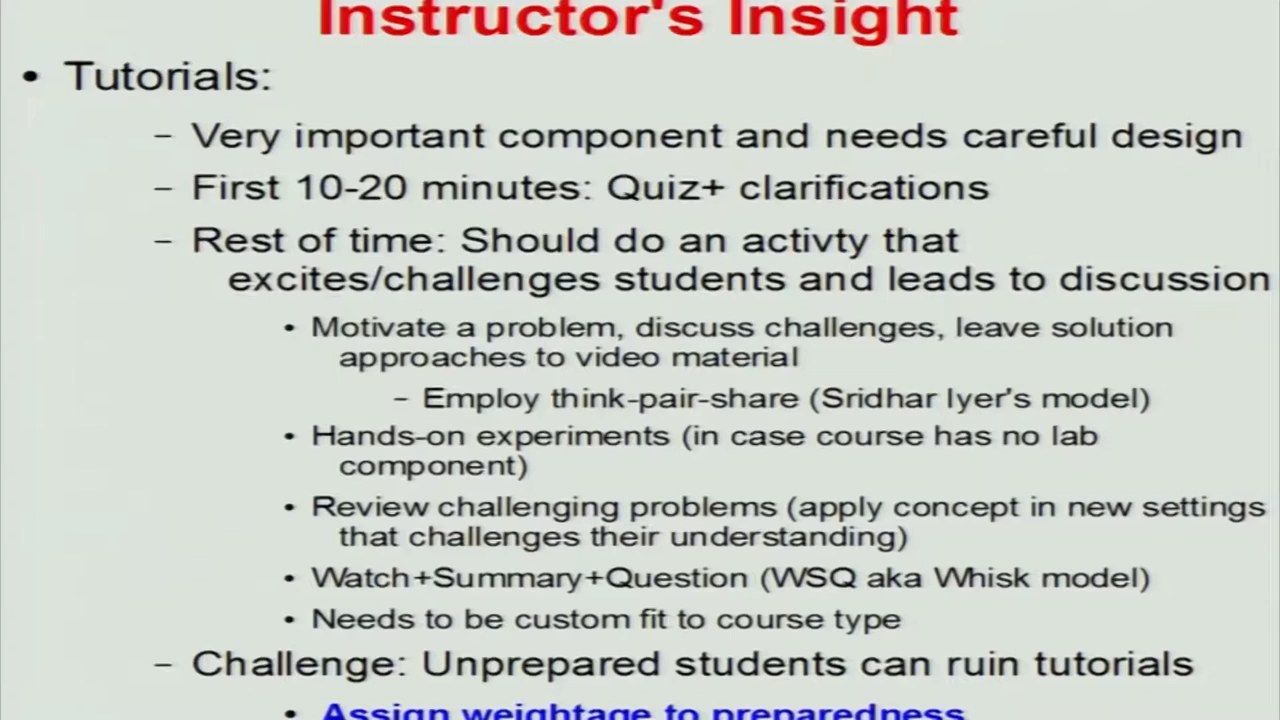 Instructor's Insight
• Tutorials:
– Very important component and needs careful design
– First 10-20 minutes: Quiz+ clarifications
– Rest of time: Should do an activty that
excites/challenges students and leads to discussion
• Motivate a problem, discuss challenges, leave solution
approaches to video material
– Employ think-pair-share (Sridhar Iyer's model)
• Hands-on experiments (in case course has no lab
component)
• Review challenging problems (apply concept in new settings
that challenges their understanding)
• Watch+Summary+Question (WSQ aka Whisk model)
• Needs to be custom fit to course type
– Challenge: Unprepared students can ruin tutorials
• Assign weightage to preparedness